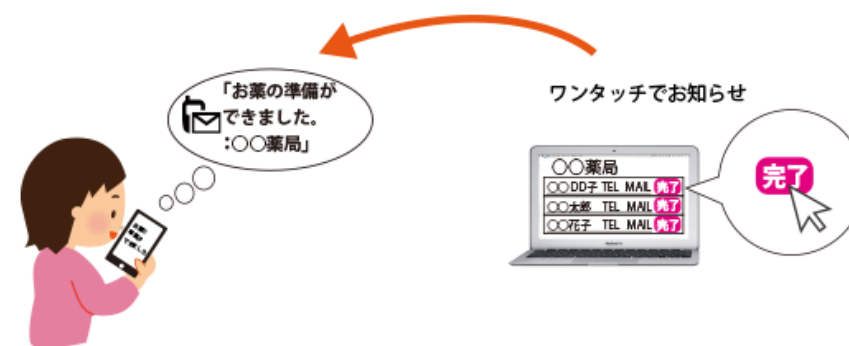 「お薬の準備が
できました。
:○○薬局」
ワンタッチでお知らせ
○○薬局
○○DD子 TEL MAIL 完了
○○太郎 TEL MAIL 完了
○○花子 TEL MAIL 完了
完了